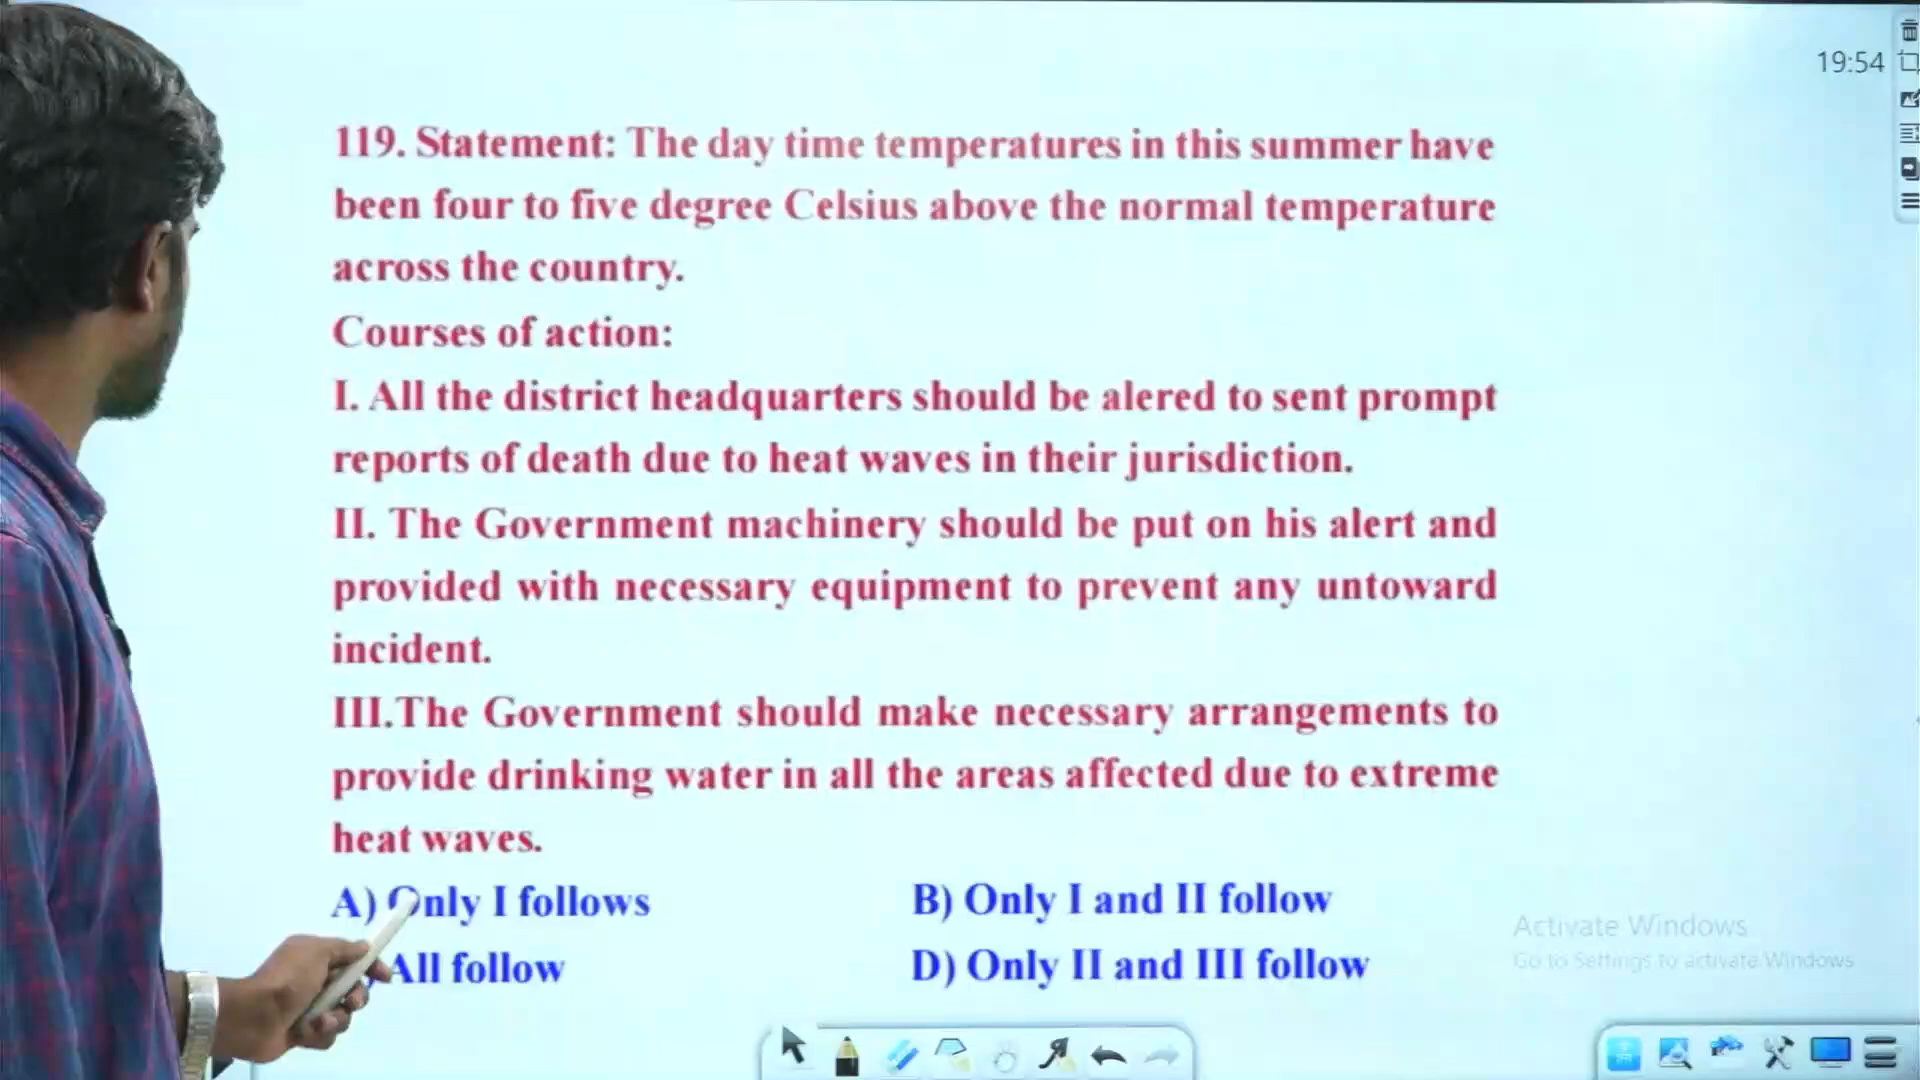 19:54
119. Statement: The day time temperatures in this summer have
been four to five degree Celsius above the normal temperature
across the country.
Courses of action:
I. All the district headquarters should be alered to sent prompt
reports of death due to heat waves in their jurisdiction.
II. The Government machinery should be put on his alert and
provided with necessary equipment to prevent any untoward
incident.
III.The Government should make necessary arrangements to
provide drinking water in all the areas affected due to extreme
heat waves.
A) Only I follows B) Only I and II follow
) All follow D) Only II and III follow
Activate Windows
Go to Settings to activate Windows